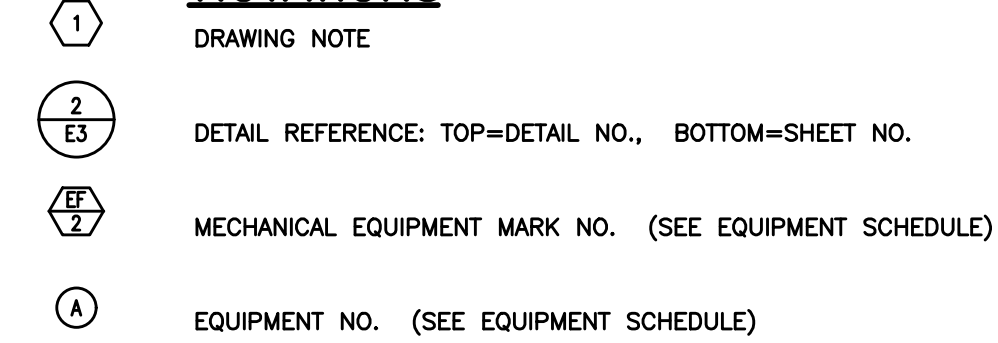 1 DRAWING NOTE
2
E3 DETAIL REFERENCE: TOP=DETAIL NO., BOTTOM=SHEET NO.
EF
2 MECHANICAL EQUIPMENT MARK NO. (SEE EQUIPMENT SCHEDULE)
A EQUIPMENT NO. (SEE EQUIPMENT SCHEDULE)